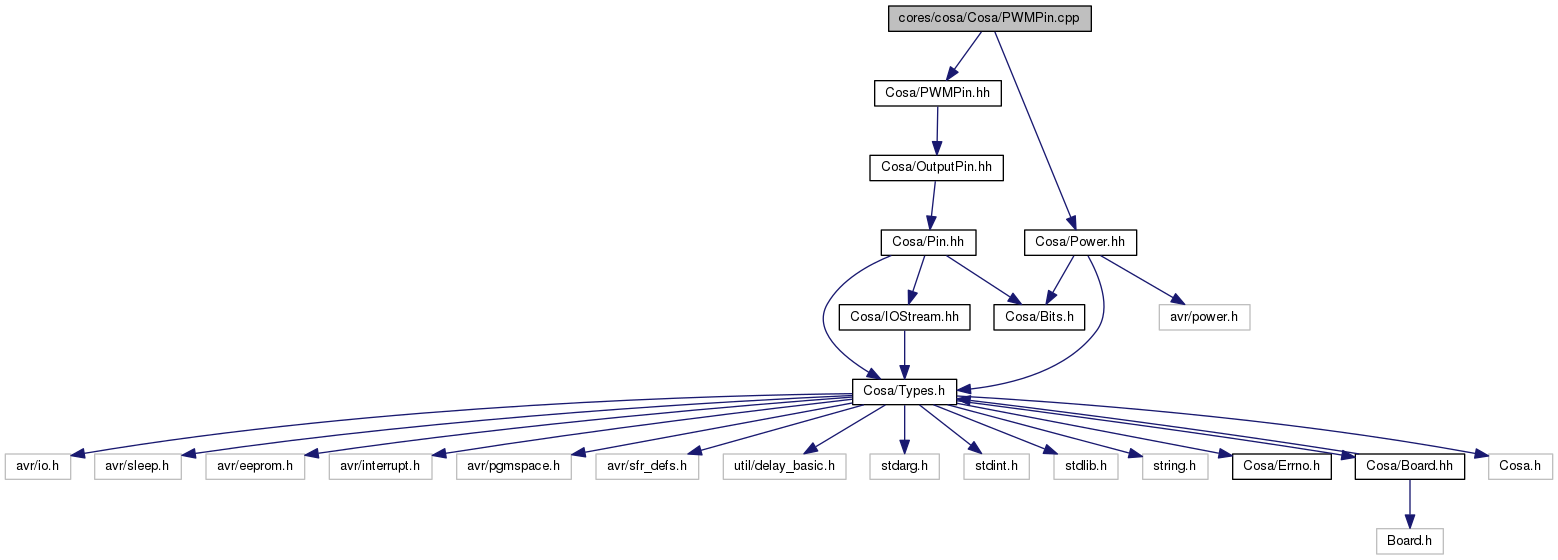 cores/cosa/Cosa/PWMPin.cpp
Cosa/PWMPin.hh
Cosa/OutputPin.hh
Cosa/Pin.hh
Cosa/Power.hh
Cosa/IOStream.hh
Cosa/Bits.h
avr/power.h
Cosa/Types.h
avr/io.h
avr/sleep.h
avr/eeprom.h
avr/interrupt.h
avr/pgmspace.h
avr/sfr_defs.h
util/delay_basic.h
stdarg.h
stdint.h
stdlib.h
string.h
Cosa/Errno.h
Cosa/Board.hh
Cosa.h
Board.h